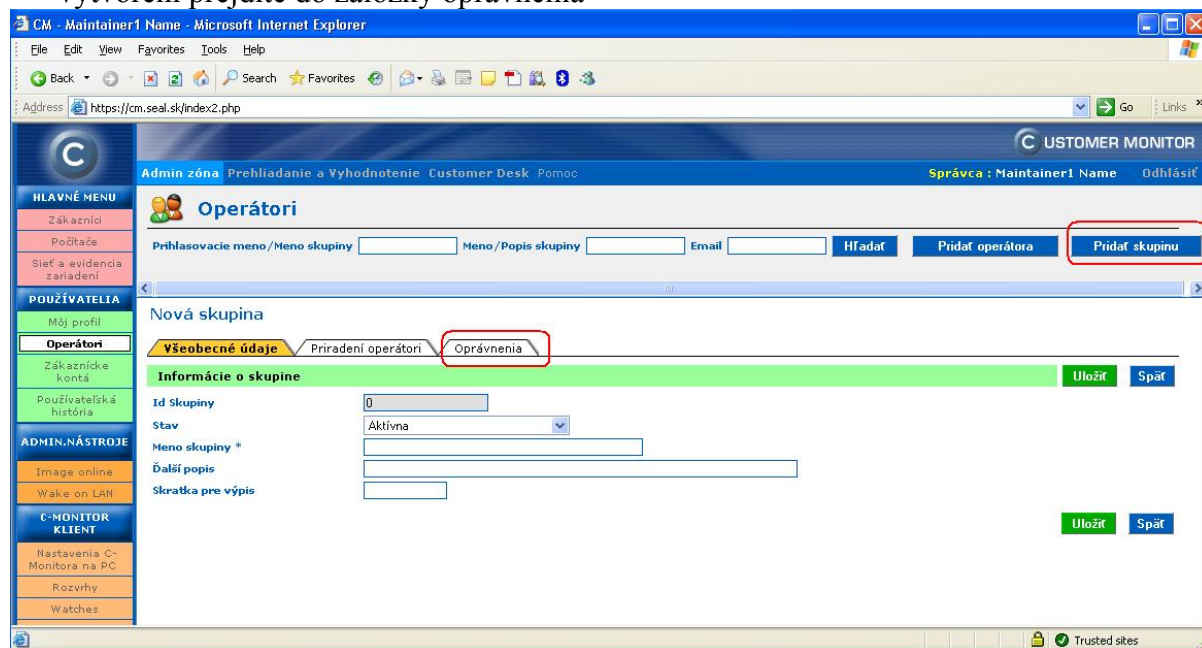 vytvorení prejdite do záložky oprávnenia
CM - Maintainer1 Name - Microsoft Internet Explorer
File Edit View Favorites Tools Help
Back Search Favorites
Address https://cm.seal.sk/index2.php Go Links »
C CUSTOMER MONITOR
Admin zóna Prehliadanie a Vyhodnotenie Customer Desk Pomoc Správca : Maintainer1 Name Odhlásiť
HLAVNÉ MENU
Zákazníci
Počítače
Sieť a evidencia
zariadení
POUŽÍVATELIA
Môj profil
Operátori
Zákaznícke
kontá
Používateľská
história
ADMIN.NÁSTROJE
Image online
Wake on LAN
C-MONITOR
KLIENT
Nastavenia C-
Monitora na PC
Rozvrhy
Watches
Operátori
Prihlasovacie meno/Meno skupiny Meno/Popis skupiny Email Hľadať Pridať operátora Pridať skupinu
Nová skupina
Všeobecné údaje Priradení operátori Oprávnenia
Informácie o skupine Uložiť Späť
Id Skupiny 0
Stav Aktívna
Meno skupiny *
Ďalší popis
Skratka pre výpis
Uložiť Späť
Trusted sites